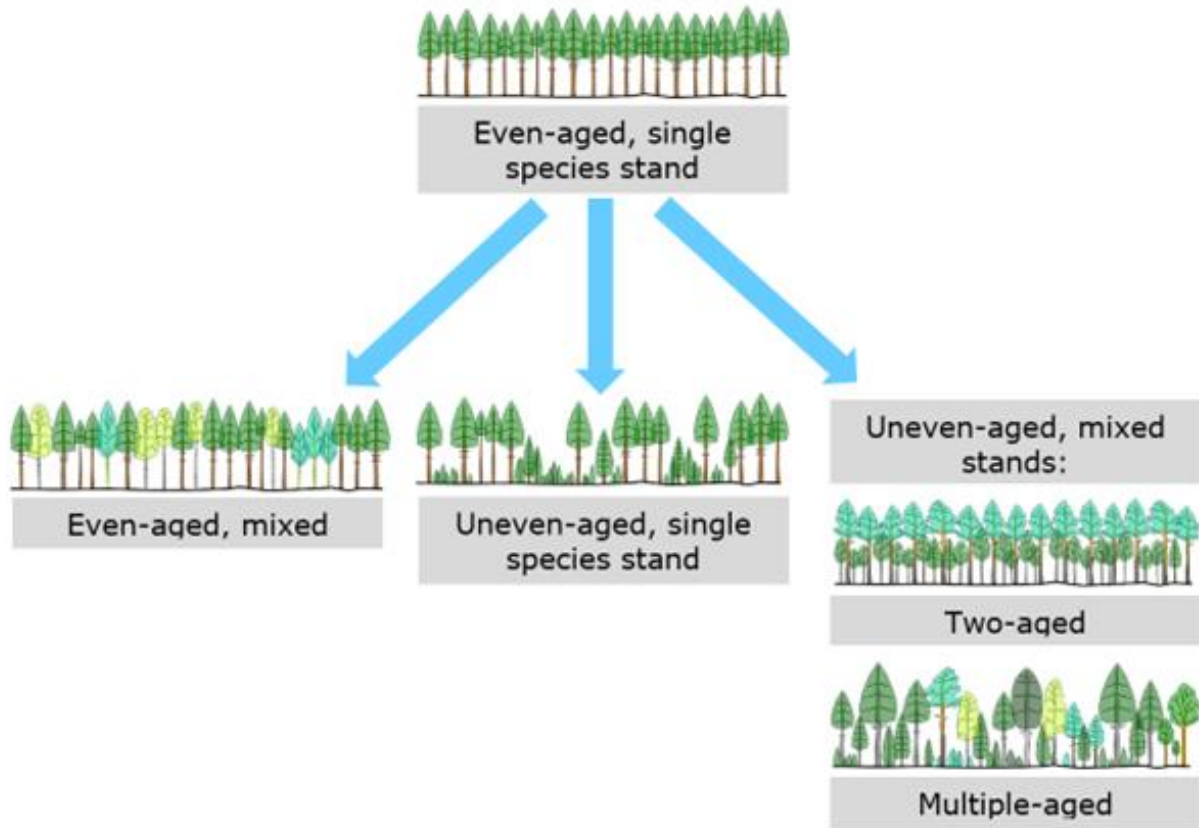 Even-aged, single
species stand
Even-aged, mixed
Uneven-aged, single
species stand
Uneven-aged, mixed
stands:
Two-aged
Multiple-aged